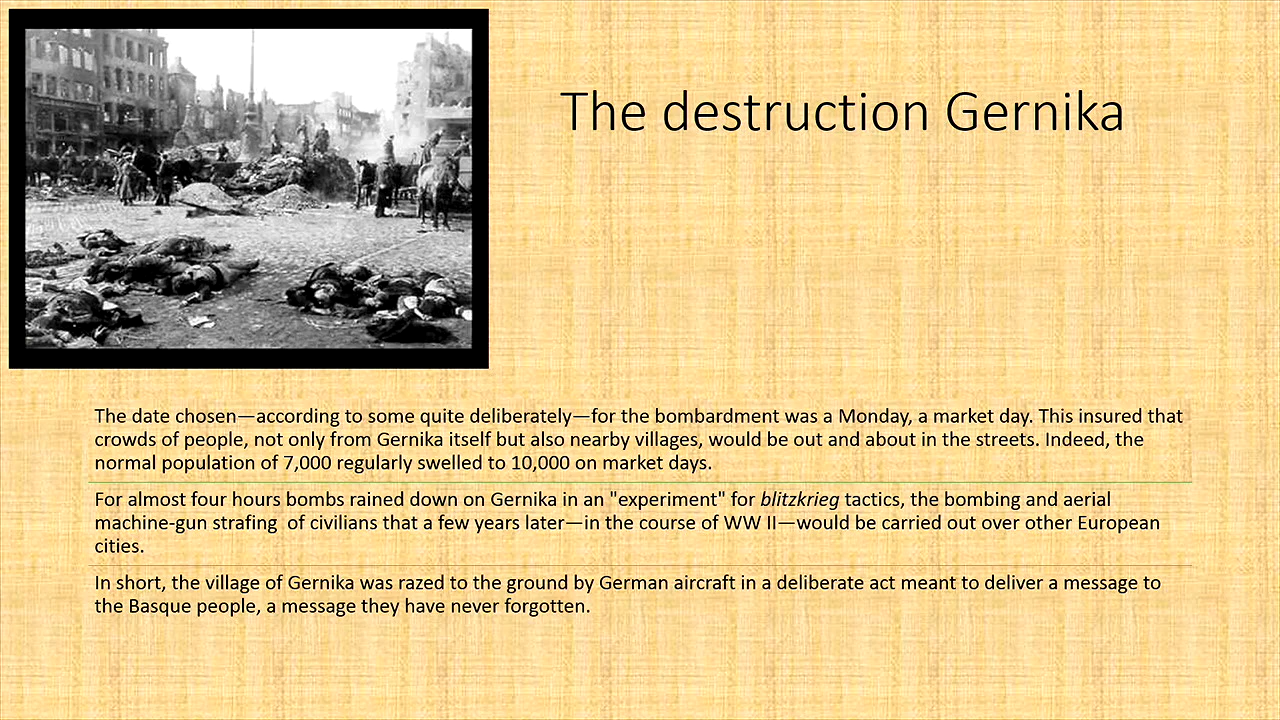 The destruction Gernika
The date chosen—according to some quite deliberately—for the bombardment was a Monday, a market day. This insured that
crowds of people, not only from Gernika itself but also nearby villages, would be out and about in the streets. Indeed, the
normal population of 7,000 regularly swelled to 10,000 on market days.
For almost four hours bombs rained down on Gernika in an "experiment" for blitzkrieg tactics, the bombing and aerial
machine-gun strafing  of civilians that a few years later—in the course of WW II—would be carried out over other European
cities.
In short, the village of Gernika was razed to the ground by German aircraft in a deliberate act meant to deliver a message to
the Basque people, a message they have never forgotten.